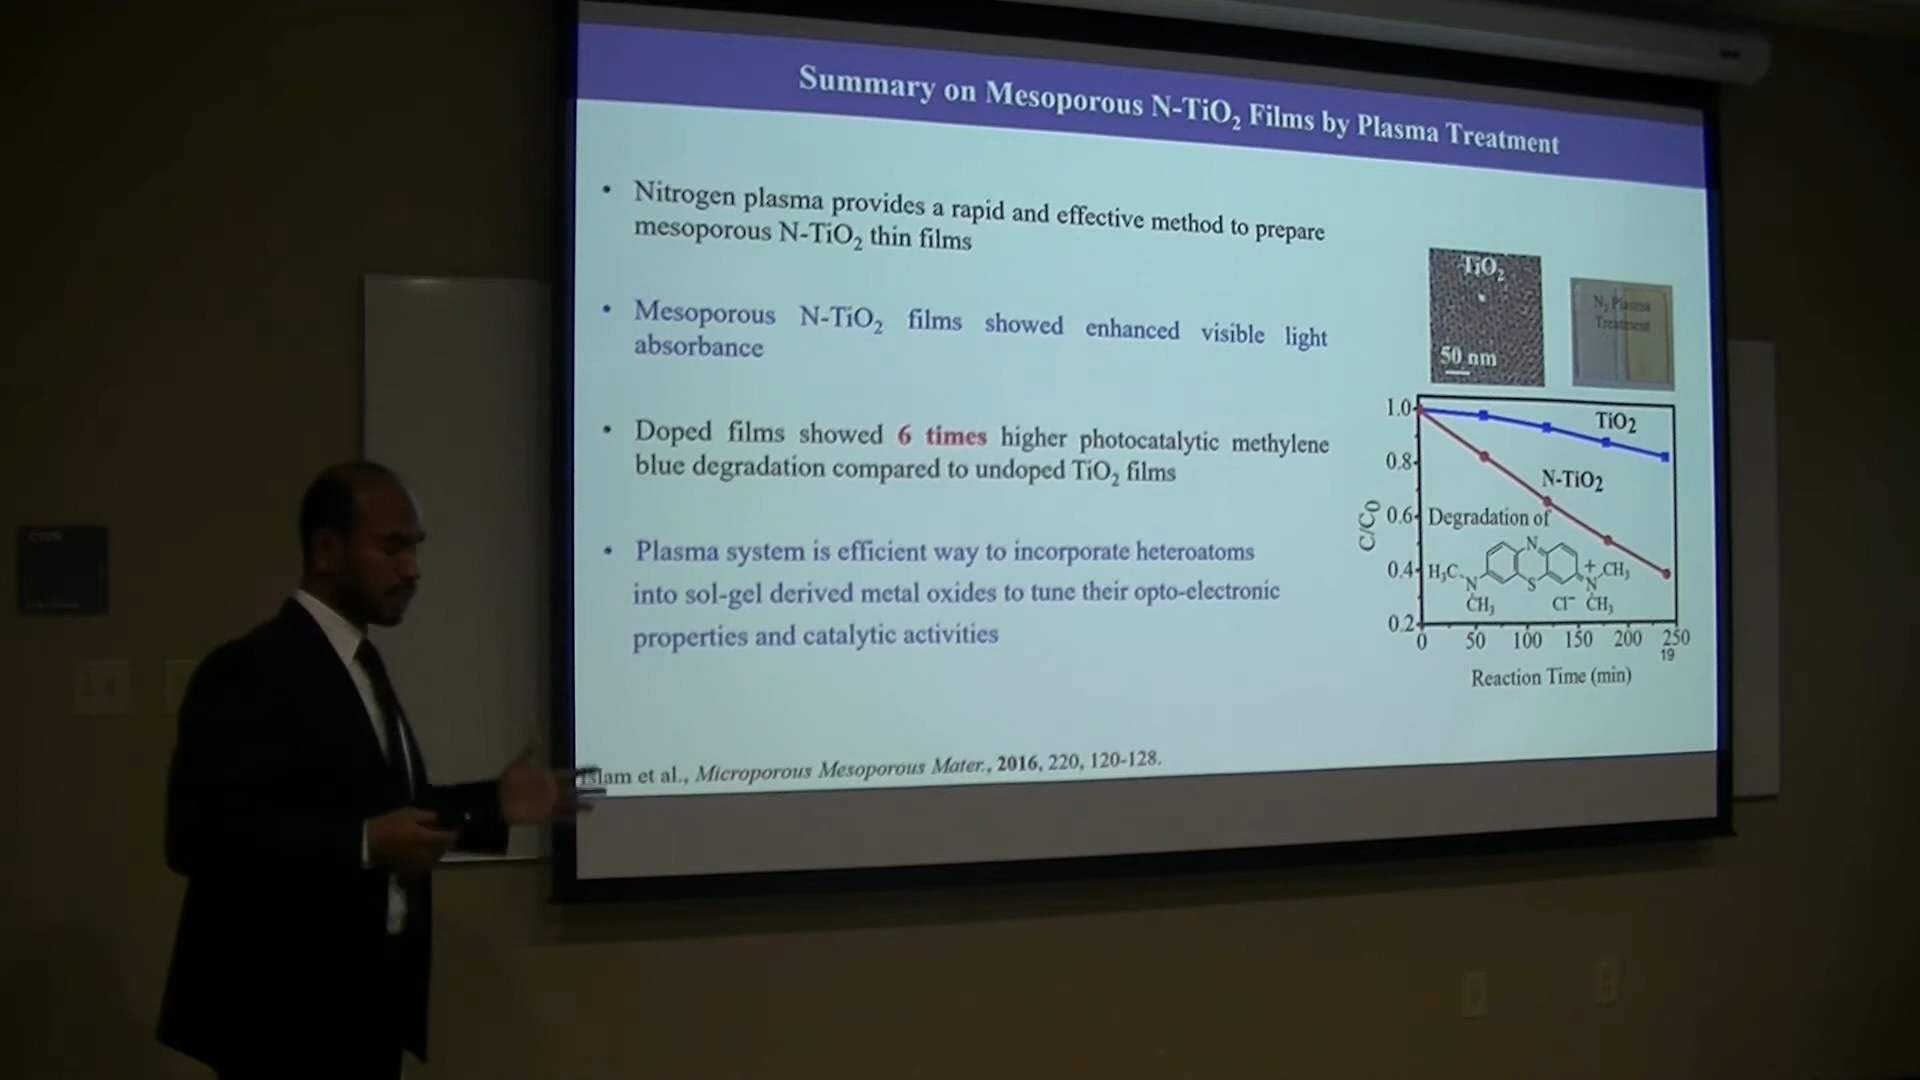 Summary on Mesoporous N-TiO₂ Films by Plasma Treatment
• Nitrogen plasma provides a rapid and effective method to prepare
mesoporous N-TiO₂ thin films
• Mesoporous N-TiO₂ films showed enhanced visible light
absorbance
• Doped films showed 6 times higher photocatalytic methylene
blue degradation compared to undoped TiO₂ films
• Plasma system is efficient way to incorporate heteroatoms
into sol-gel derived metal oxides to tune their opto-electronic
properties and catalytic activities
Islam et al., Microporous Mesoporous Mater., 2016, 220, 120-128.
TiO₂
50 nm
N₂ Plasma
Treatment
1.0
0.8
0.6
0.4
0.2
C/C₀
TiO₂
N-TiO₂
Degradation of
N
H₃C N S + CH₃
N
CH₃ Cl⁻ CH₃
0 50 100 150 200 250
19
Reaction Time (min)